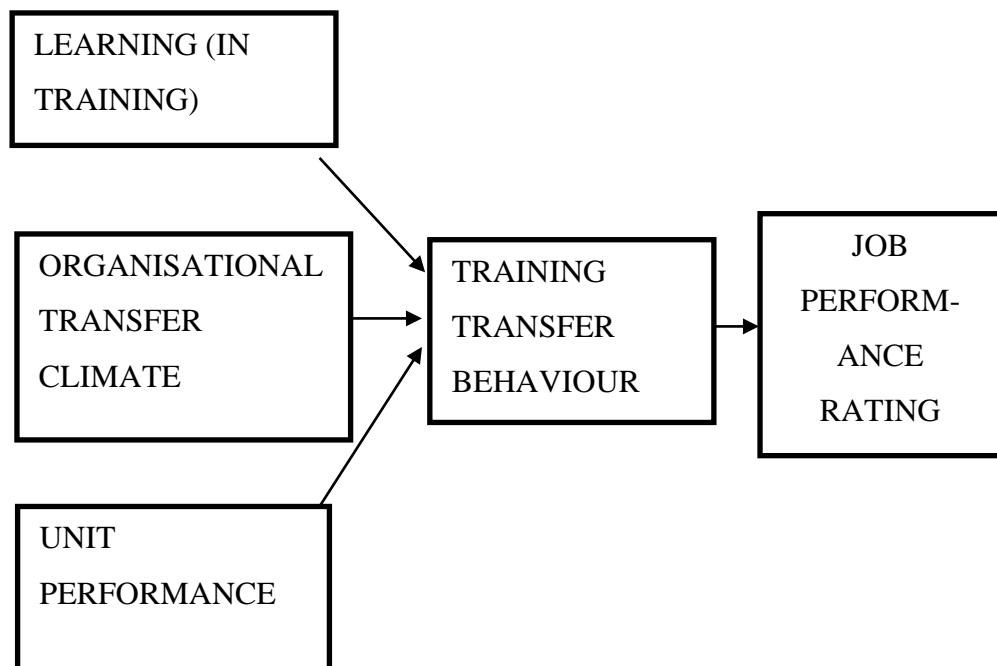 LEARNING (IN
TRAINING)
ORGANISATIONAL
TRANSFER
CLIMATE
UNIT
PERFORMANCE
TRAINING
TRANSFER
BEHAVIOUR
JOB
PERFORM-
ANCE
RATING